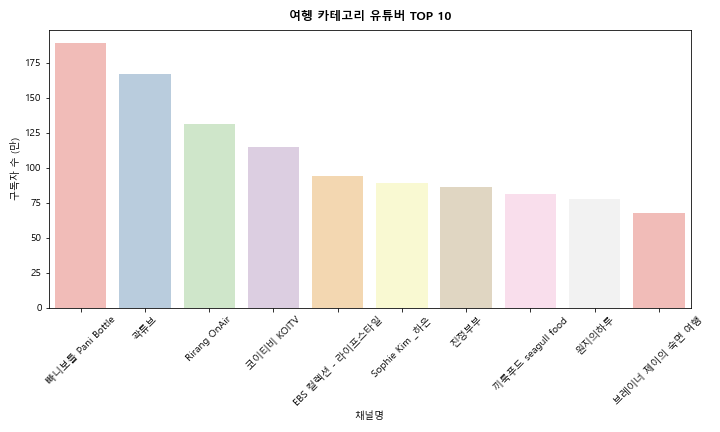 여행 카테고리 유튜버 TOP 10
구독자 수 (만)
175
150
125
100
75
50
25
0
빠니보틀 Pani Bottle
곽튜브
Rirang OnAir
코이티비 KOITV
EBS 컬렉션 - 라이프스타일
Sophie Kim _하은
진정부부
끼룩푸드 seagull food
원지의하루
브레이너 제이의 숙면 여행
채널명